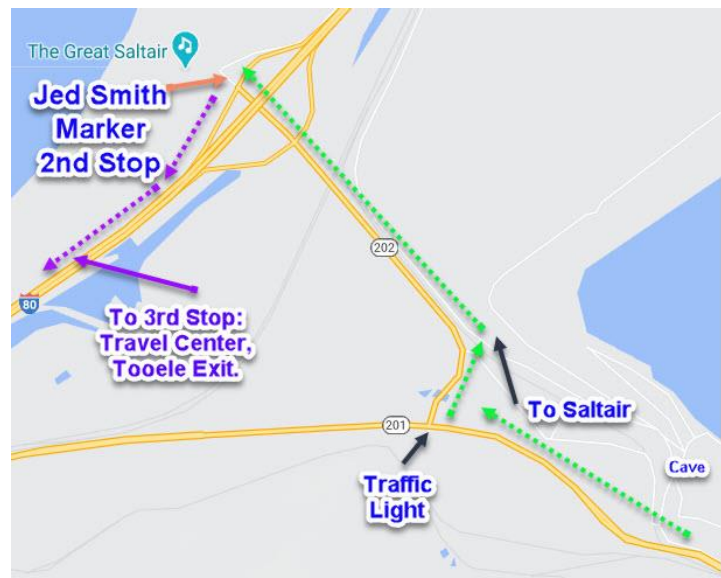 The Great Saltair
Jed Smith
Marker
2nd Stop
202
80
To 3rd Stop:
Travel Center,
Tooele Exit.
To Saltair
201
Cave
Traffic
Light